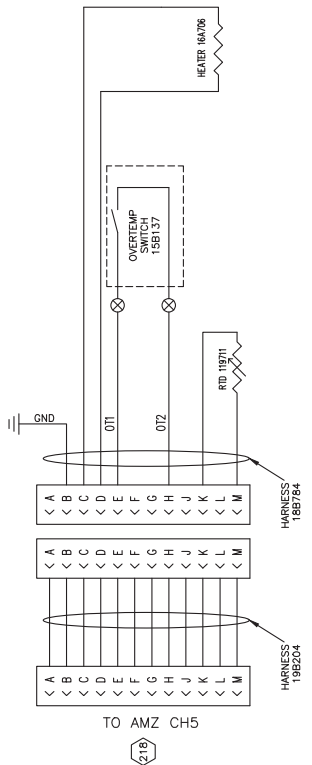 HEATER 16A706
OVERTEMP
SWITCH
15B137
RTD 119711
GND
OT1
OT2
A
B
C
D
E
F
G
H
J
K
L
M
HARNESS
18B784
A
B
C
D
E
F
G
H
J
K
L
M
HARNESS
19B204
A
B
C
D
E
F
G
H
J
K
L
M
TO AMZ CH5
218